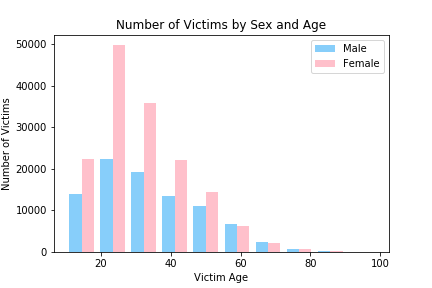 Number of Victims by Sex and Age
Male
Female
Number of Victims
50000
40000
30000
20000
10000
0
20
40
60
80
100
Victim Age